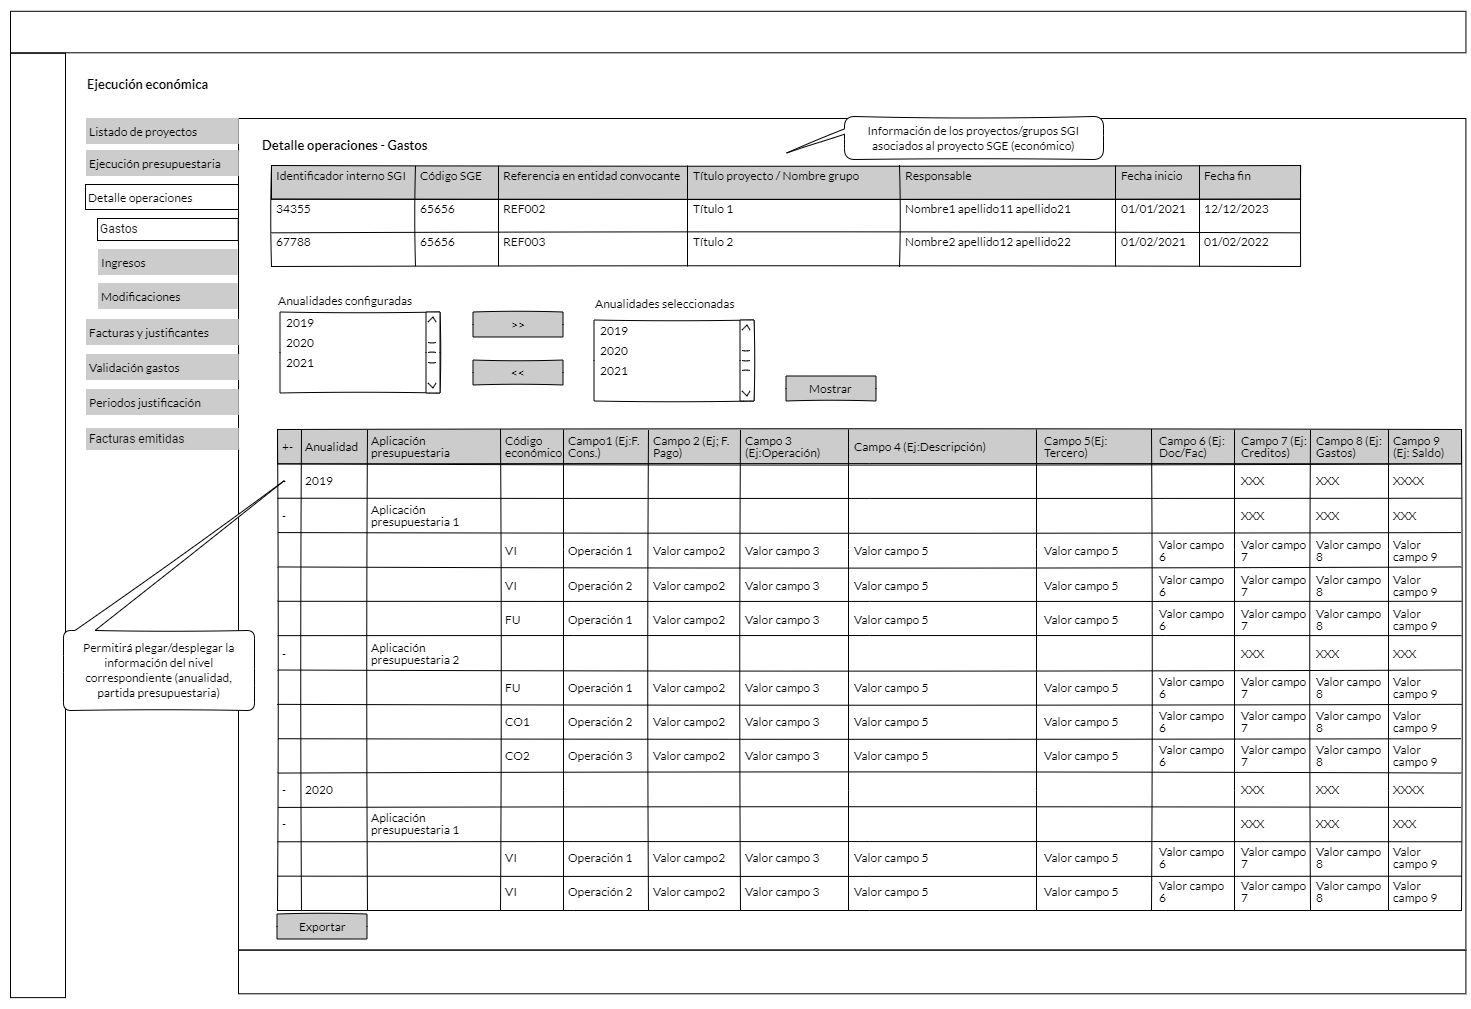 Ejecución económica
Listado de proyectos
Ejecución presupuestaria
Detalle operaciones
Gastos
Ingresos
Modificaciones
Facturas y justificantes
Validación gastos
Periodos justificación
Facturas emitidas
Permitirá plegar/desplegar la
información del nivel
correspondiente (anualidad,
partida presupuestaria)
Información de los proyectos/grupos SGI
asociados al proyecto SGE (económico)
Detalle operaciones - Gastos
Identificador interno SGI Código SGE Referencia en entidad convocante Título proyecto / Nombre grupo Responsable Fecha inicio Fecha fin
34355 65656 REF002 Título 1 Nombre1 apellido11 apellido21 01/01/2021 12/12/2023
67788 65656 REF003 Título 2 Nombre2 apellido12 apellido22 01/02/2021 01/02/2022
Anualidades configuradas
2019
2020
2021
>>
<<
Anualidades seleccionadas
2019
2020
2021
Mostrar
+- Anualidad Aplicación presupuestaria Código económico Campo1 (Ej:F. Cons.) Campo 2 (Ej; F. Pago) Campo 3 (Ej:Operación) Campo 4 (Ej:Descripción) Campo 5(Ej: Tercero) Campo 6 (Ej: Doc/Fac) Campo 7 (Ej: Creditos) Campo 8 (Ej: Gastos) Campo 9 (Ej: Saldo)
- 2019 XXX XXX XXXX
- Aplicación presupuestaria 1 XXX XXX XXX
VI Operación 1 Valor campo2 Valor campo 3 Valor campo 5 Valor campo 5 Valor campo 6 Valor campo 7 Valor campo 8 Valor campo 9
VI Operación 2 Valor campo2 Valor campo 3 Valor campo 5 Valor campo 5 Valor campo 6 Valor campo 7 Valor campo 8 Valor campo 9
FU Operación 1 Valor campo2 Valor campo 3 Valor campo 5 Valor campo 5 Valor campo 6 Valor campo 7 Valor campo 8 Valor campo 9
- Aplicación presupuestaria 2 XXX XXX XXX
FU Operación 1 Valor campo2 Valor campo 3 Valor campo 5 Valor campo 5 Valor campo 6 Valor campo 7 Valor campo 8 Valor campo 9
CO1 Operación 2 Valor campo2 Valor campo 3 Valor campo 5 Valor campo 5 Valor campo 6 Valor campo 7 Valor campo 8 Valor campo 9
CO2 Operación 3 Valor campo2 Valor campo 3 Valor campo 5 Valor campo 5 Valor campo 6 Valor campo 7 Valor campo 8 Valor campo 9
- 2020 XXX XXX XXXX
- Aplicación presupuestaria 1 XXX XXX XXX
VI Operación 1 Valor campo2 Valor campo 3 Valor campo 5 Valor campo 5 Valor campo 6 Valor campo 7 Valor campo 8 Valor campo 9
VI Operación 2 Valor campo2 Valor campo 3 Valor campo 5 Valor campo 5 Valor campo 6 Valor campo 7 Valor campo 8 Valor campo 9
Exportar